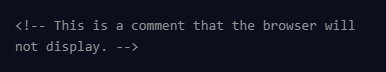 <!-- This is a comment that the browser will
not display. -->